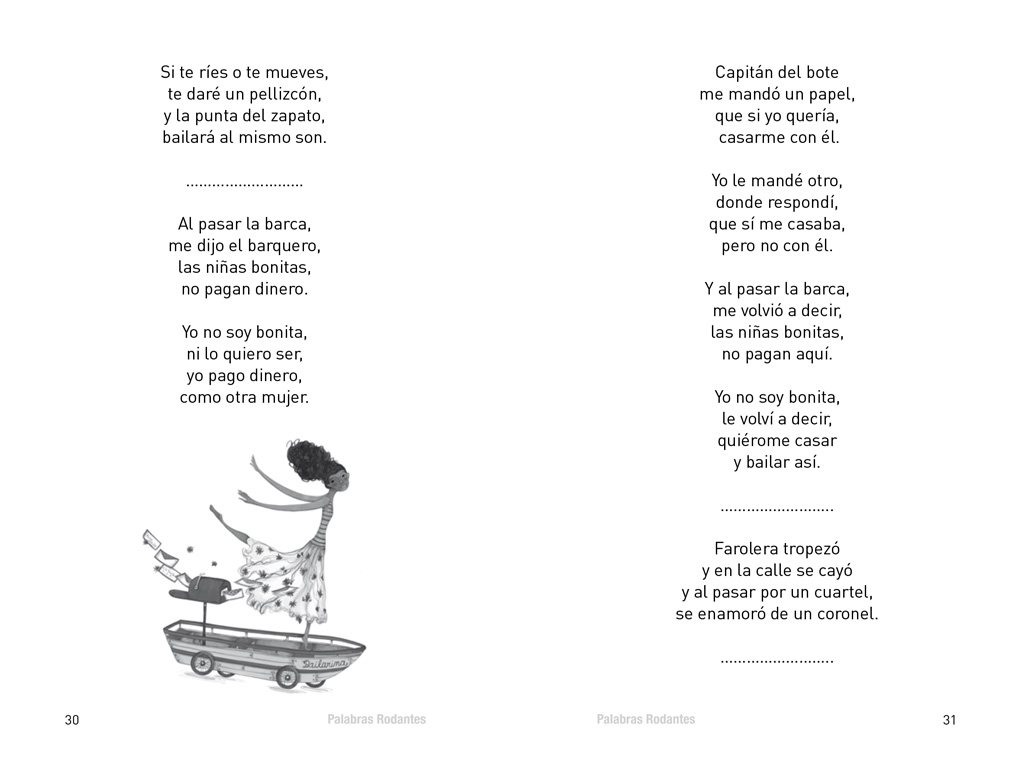 Si te ríes o te mueves,
te daré un pellizcón,
y la punta del zapato,
bailará al mismo son.
...........................
Al pasar la barca,
me dijo el barquero,
las niñas bonitas,
no pagan dinero.
Yo no soy bonita,
ni lo quiero ser,
yo pago dinero,
como otra mujer.
Bailarina
30
Palabras Rodantes
Capitán del bote
me mandó un papel,
que si yo quería,
casarme con él.
Yo le mandé otro,
donde respondí,
que sí me casaba,
pero no con él.
Y al pasar la barca,
me volvió a decir,
las niñas bonitas,
no pagan aquí.
Yo no soy bonita,
le volví a decir,
quiérome casar
y bailar así.
..........................
Farolera tropezó
y en la calle se cayó
y al pasar por un cuartel,
se enamoró de un coronel.
..........................
Palabras Rodantes
31